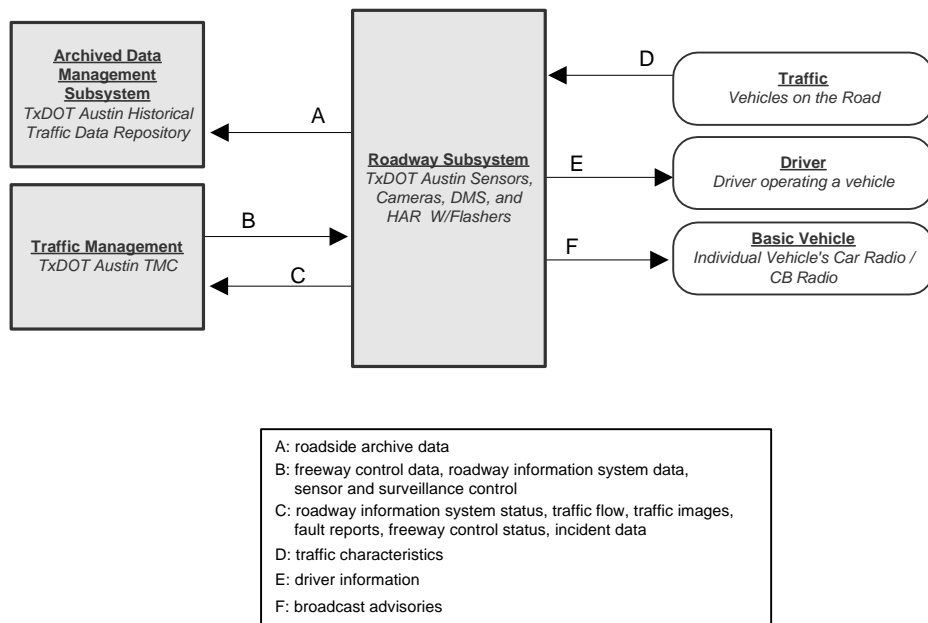 Archived Data
Management
Subsystem
TxDOT Austin Historical
Traffic Data Repository
A
Traffic Management
TxDOT Austin TMC
B
C
Roadway Subsystem
TxDOT Austin Sensors,
Cameras, DMS, and
HAR W/Flashers
D
Traffic
Vehicles on the Road
E
Driver
Driver operating a vehicle
F
Basic Vehicle
Individual Vehicle's Car Radio /
CB Radio
A: roadside archive data
B: freeway control data, roadway information system data,
sensor and surveillance control
C: roadway information system status, traffic flow, traffic images,
fault reports, freeway control status, incident data
D: traffic characteristics
E: driver information
F: broadcast advisories